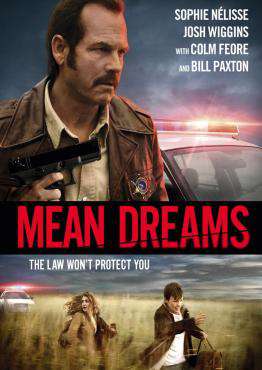 SOPHIE NÉLISSE
JOSH WIGGINS
WITH COLM FEORE
AND BILL PAXTON
MEAN DREAMS
THE LAW WON'T PROTECT YOU